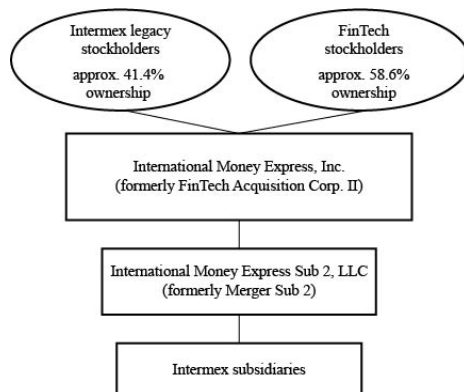 Intermex legacy
stockholders
approx. 41.4%
ownership
FinTech
stockholders
approx. 58.6%
ownership
International Money Express, Inc.
(formerly FinTech Acquisition Corp. II)
International Money Express Sub 2, LLC
(formerly Merger Sub 2)
Intermex subsidiaries